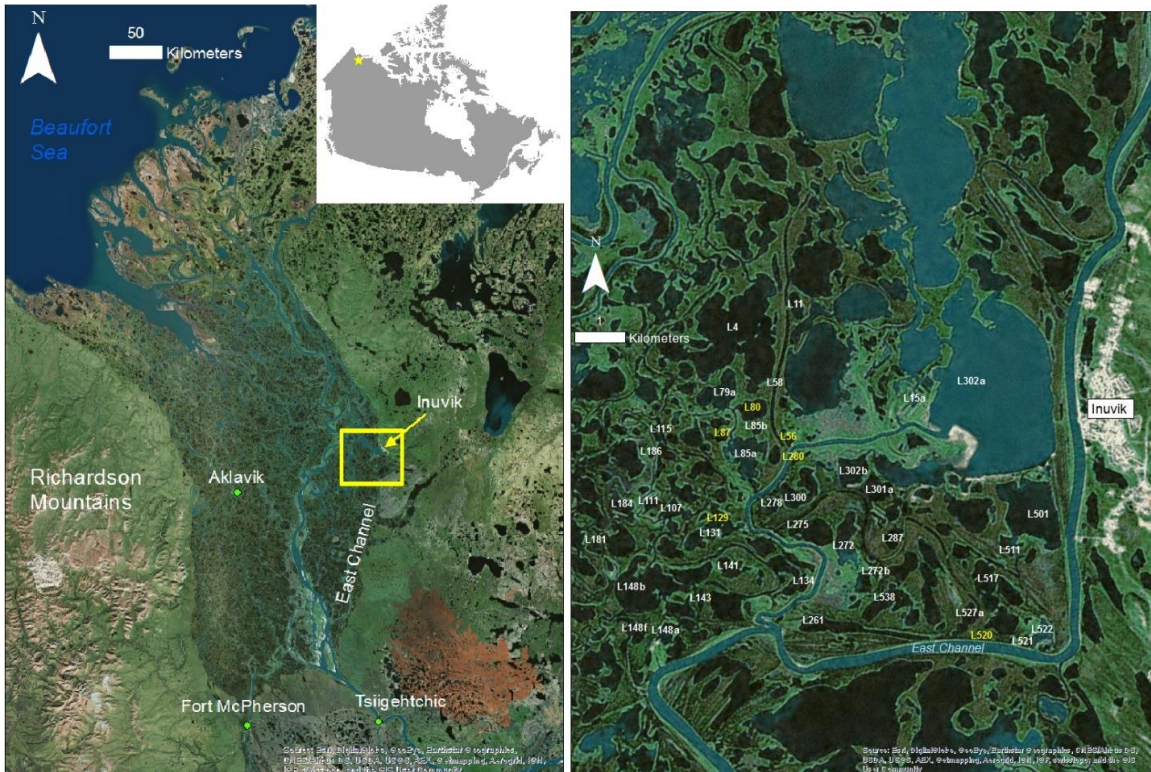 N
50
Kilometers
Beaufort
Sea
Inuvik
Richardson
Mountains
Aklavik
East Channel
Fort McPherson
Tsiigehtchic
N
1
Kilometers
L11
L4
L58
L79a
L80
L302a
L15a
Inuvik
L115
L87
L85b
L56
L186
L85a
L280
L302b
L301a
L184
L111
L107
L278
L300
L501
L129
L131
L275
L181
L272
L287
L511
L141
L272b
L148b
L134
L517
L143
L538
L527a
L148f
L148a
L261
L520
L522
L521
East Channel
User Community